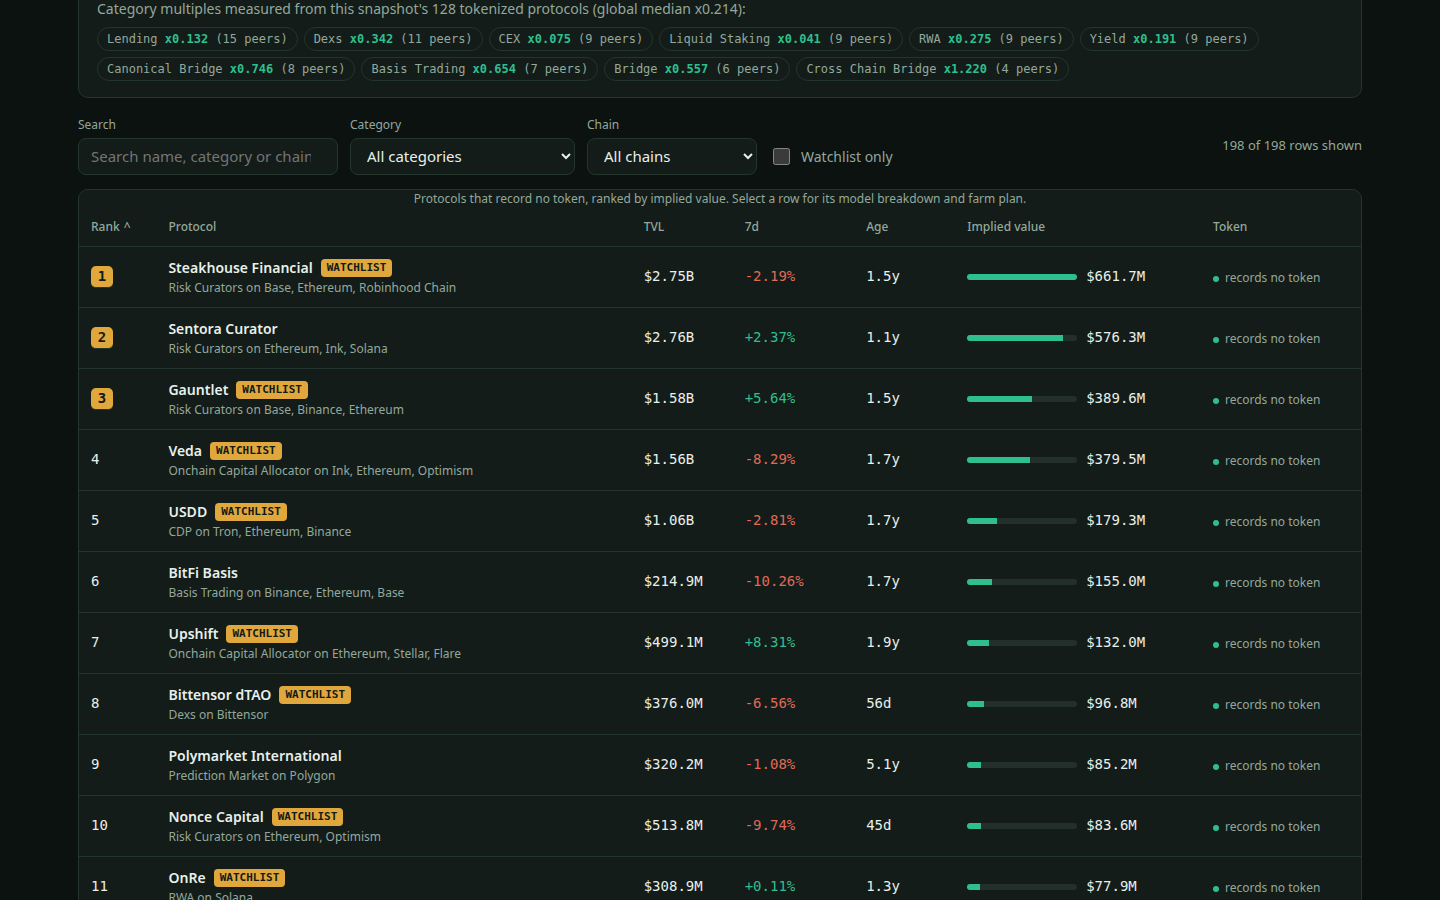 Category multiples measured from this snapshot's 128 tokenized protocols (global median x0.214):
Lending x0.132 (15 peers) Dexs x0.342 (11 peers) CEX x0.075 (9 peers) Liquid Staking x0.041 (9 peers) RWA x0.275 (9 peers) Yield x0.191 (9 peers)
Canonical Bridge x0.746 (8 peers) Basis Trading x0.654 (7 peers) Bridge x0.557 (6 peers) Cross Chain Bridge x1.220 (4 peers)
Search Category Chain
Search name, category or chain All categories All chains Watchlist only 198 of 198 rows shown
Protocols that record no token, ranked by implied value. Select a row for its model breakdown and farm plan.
Rank ^ Protocol TVL 7d Age Implied value Token
1 Steakhouse Financial WATCHLIST $2.75B -2.19% 1.5y $661.7M records no token
Risk Curators on Base, Ethereum, Robinhood Chain
2 Sentora Curator $2.76B +2.37% 1.1y $576.3M records no token
Risk Curators on Ethereum, Ink, Solana
3 Gauntlet WATCHLIST $1.58B +5.64% 1.5y $389.6M records no token
Risk Curators on Base, Binance, Ethereum
4 Veda WATCHLIST $1.56B -8.29% 1.7y $379.5M records no token
Onchain Capital Allocator on Ink, Ethereum, Optimism
5 USDD WATCHLIST $1.06B -2.81% 1.7y $179.3M records no token
CDP on Tron, Ethereum, Binance
6 BitFi Basis $214.9M -10.26% 1.7y $155.0M records no token
Basis Trading on Binance, Ethereum, Base
7 Upshift WATCHLIST $499.1M +8.31% 1.9y $132.0M records no token
Onchain Capital Allocator on Ethereum, Stellar, Flare
8 Bittensor dTAO WATCHLIST $376.0M -6.56% 56d $96.8M records no token
Dexs on Bittensor
9 Polymarket International $320.2M -1.08% 5.1y $85.2M records no token
Prediction Market on Polygon
10 Nonce Capital WATCHLIST $513.8M -9.74% 45d $83.6M records no token
Risk Curators on Ethereum, Optimism
11 OnRe WATCHLIST $308.9M +0.11% 1.3y $77.9M records no token
RWA on Solana